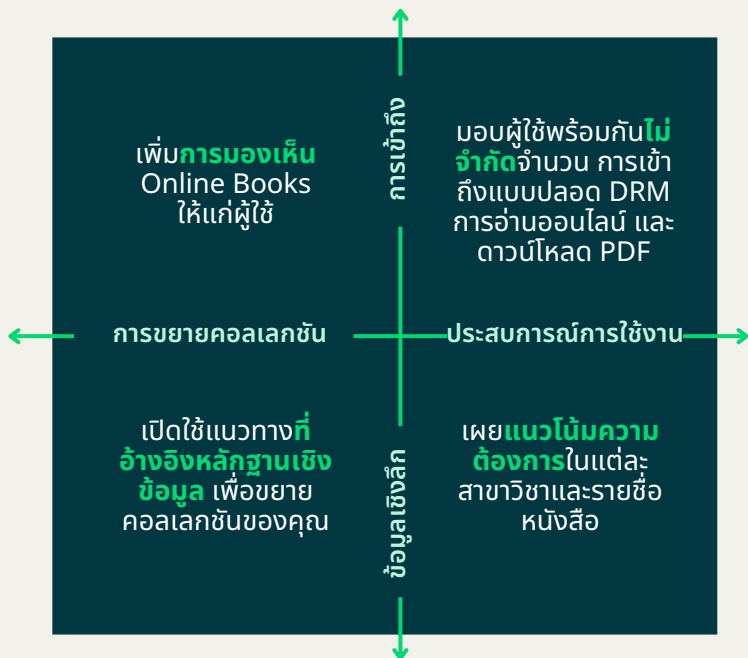 การเข้าถึง
เพิ่มการมองเห็น
Online Books
ให้แก่ผู้ใช้
มอบผู้ใช้พร้อมกันไม่
จำกัดจำนวน การเข้า
ถึงแบบปลอด DRM
การอ่านออนไลน์ และ
ดาวน์โหลด PDF
การขยายคอลเลกชัน
ประสบการณ์การใช้งาน
เปิดใช้แนวทางที่
อ้างอิงหลักฐานเชิง
ข้อมูล เพื่อขยาย
คอลเลกชันของคุณ
เผยแนวโน้มความ
ต้องการในแต่ละ
สาขาวิชาและรายชื่อ
หนังสือ
ข้อมูลเชิงลึก